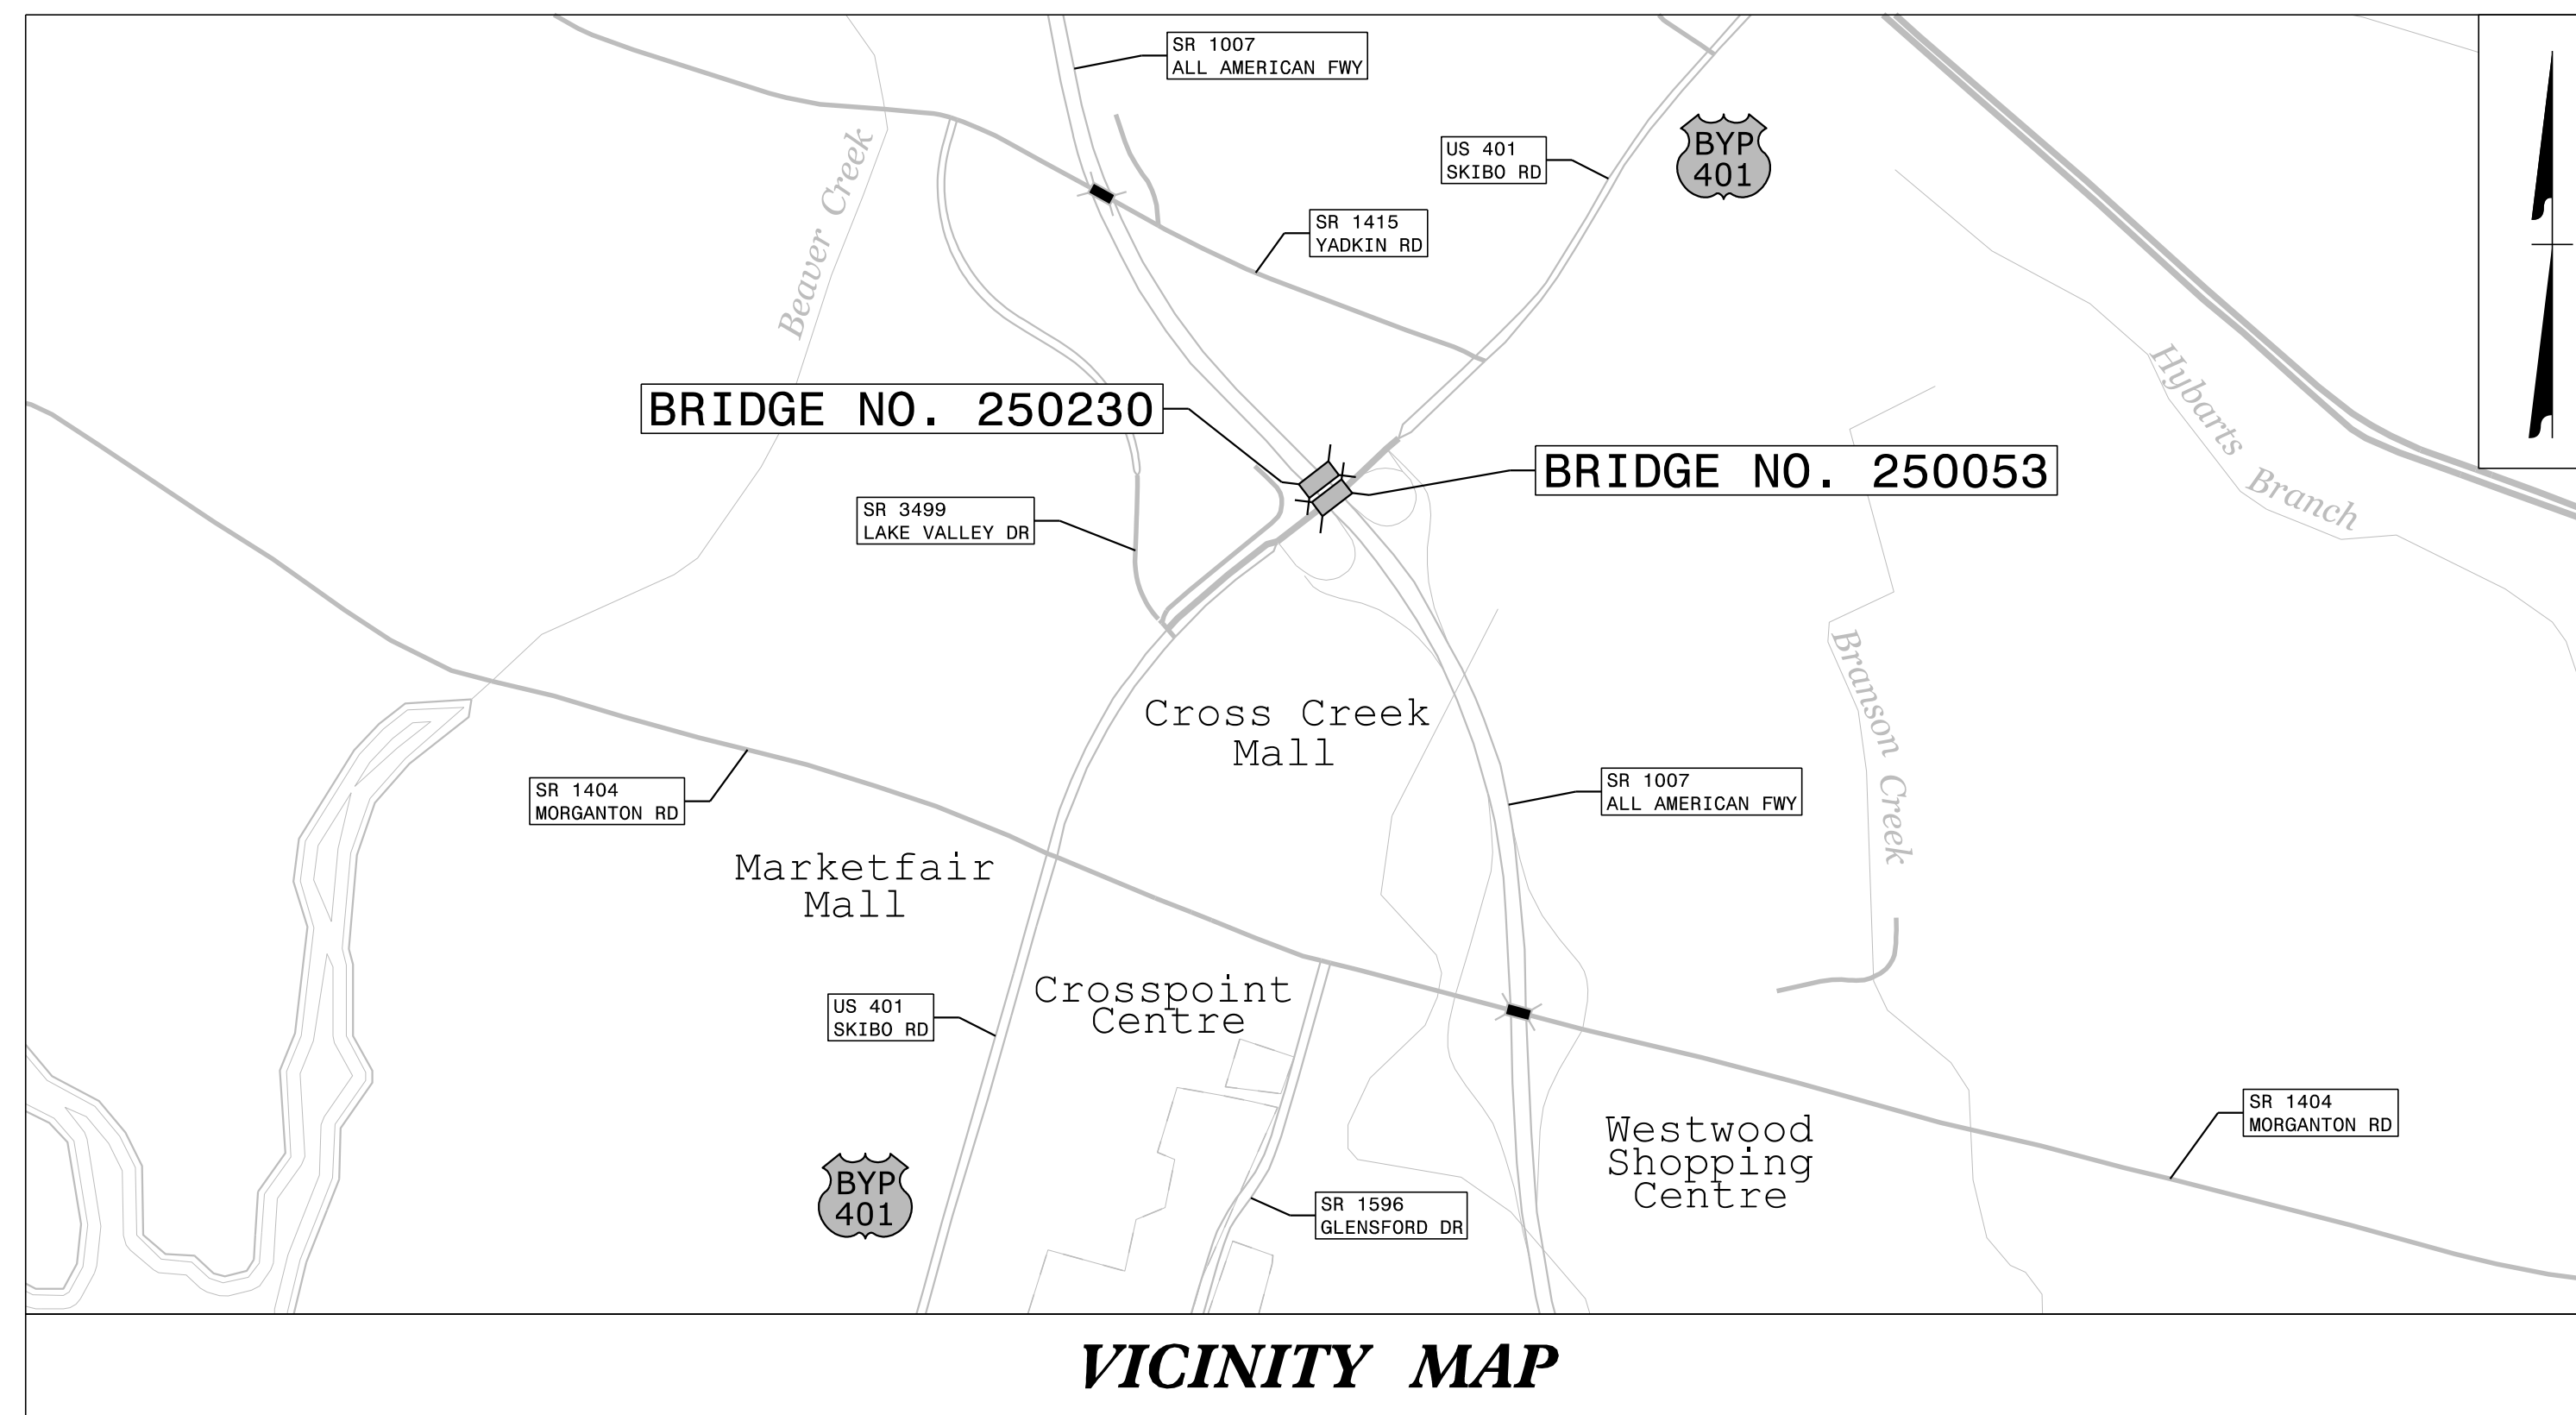 SR 1007
ALL AMERICAN FWY
US 401
SKIBO RD
BYP
401
Beaver Creek
SR 1415
YADKIN RD
BRIDGE NO. 250230
BRIDGE NO. 250053
Hybarts Branch
SR 3499
LAKE VALLEY DR
Branson Creek
Cross Creek
Mall
SR 1404
MORGANTON RD
SR 1007
ALL AMERICAN FWY
Marketfair
Mall
Crosspoint
Centre
US 401
SKIBO RD
SR 1404
MORGANTON RD
Westwood
Shopping
Centre
BYP
401
SR 1596
GLENSFORD DR
VICINITY MAP